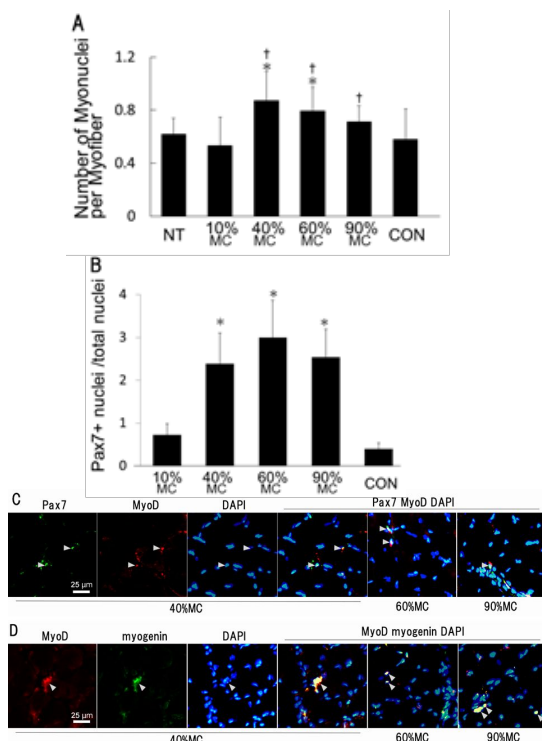 A
Number of Myonuclei
per Myofiber
1.2
0.8
0.4
0
†
*
†
*
†
NT
10%
MC
40%
MC
60%
MC
90%
MC
CON
B
Pax7+ nuclei /total nuclei
4
3
2
1
0
*
*
*
10%
MC
40%
MC
60%
MC
90%
MC
CON
C
Pax7 MyoD DAPI Pax7 MyoD DAPI
25 μm
40%MC 60%MC 90%MC
D
MyoD myogenin DAPI MyoD myogenin DAPI
25 μm
40%MC 60%MC 90%MC